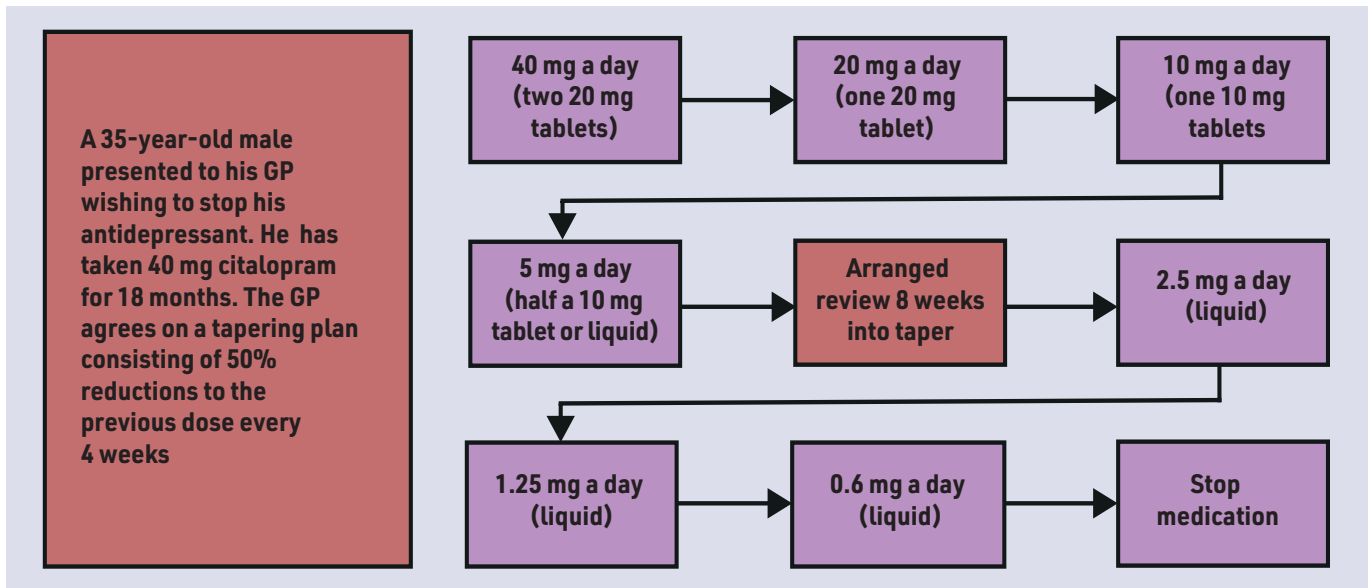 A 35-year-old male
presented to his GP
wishing to stop his
antidepressant. He has
taken 40 mg citalopram
for 18 months. The GP
agrees on a tapering plan
consisting of 50%
reductions to the
previous dose every
4 weeks
40 mg a day
(two 20 mg
tablets)
20 mg a day
(one 20 mg
tablet)
10 mg a day
(one 10 mg
tablets
5 mg a day
(half a 10 mg
tablet or liquid)
Arranged
review 8 weeks
into taper
2.5 mg a day
(liquid)
1.25 mg a day
(liquid)
0.6 mg a day
(liquid)
Stop
medication